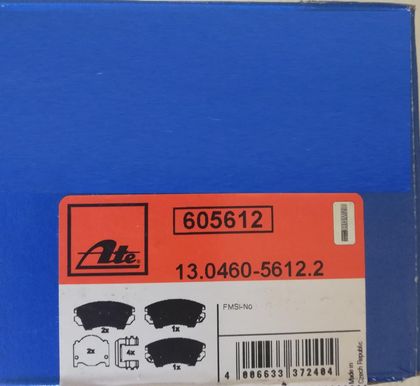 605612
Ate®
13.0460-5612.2
FMSI-No
2x
1x
2x
4x
1x
4 006633 372404
Made in
Czech Republic